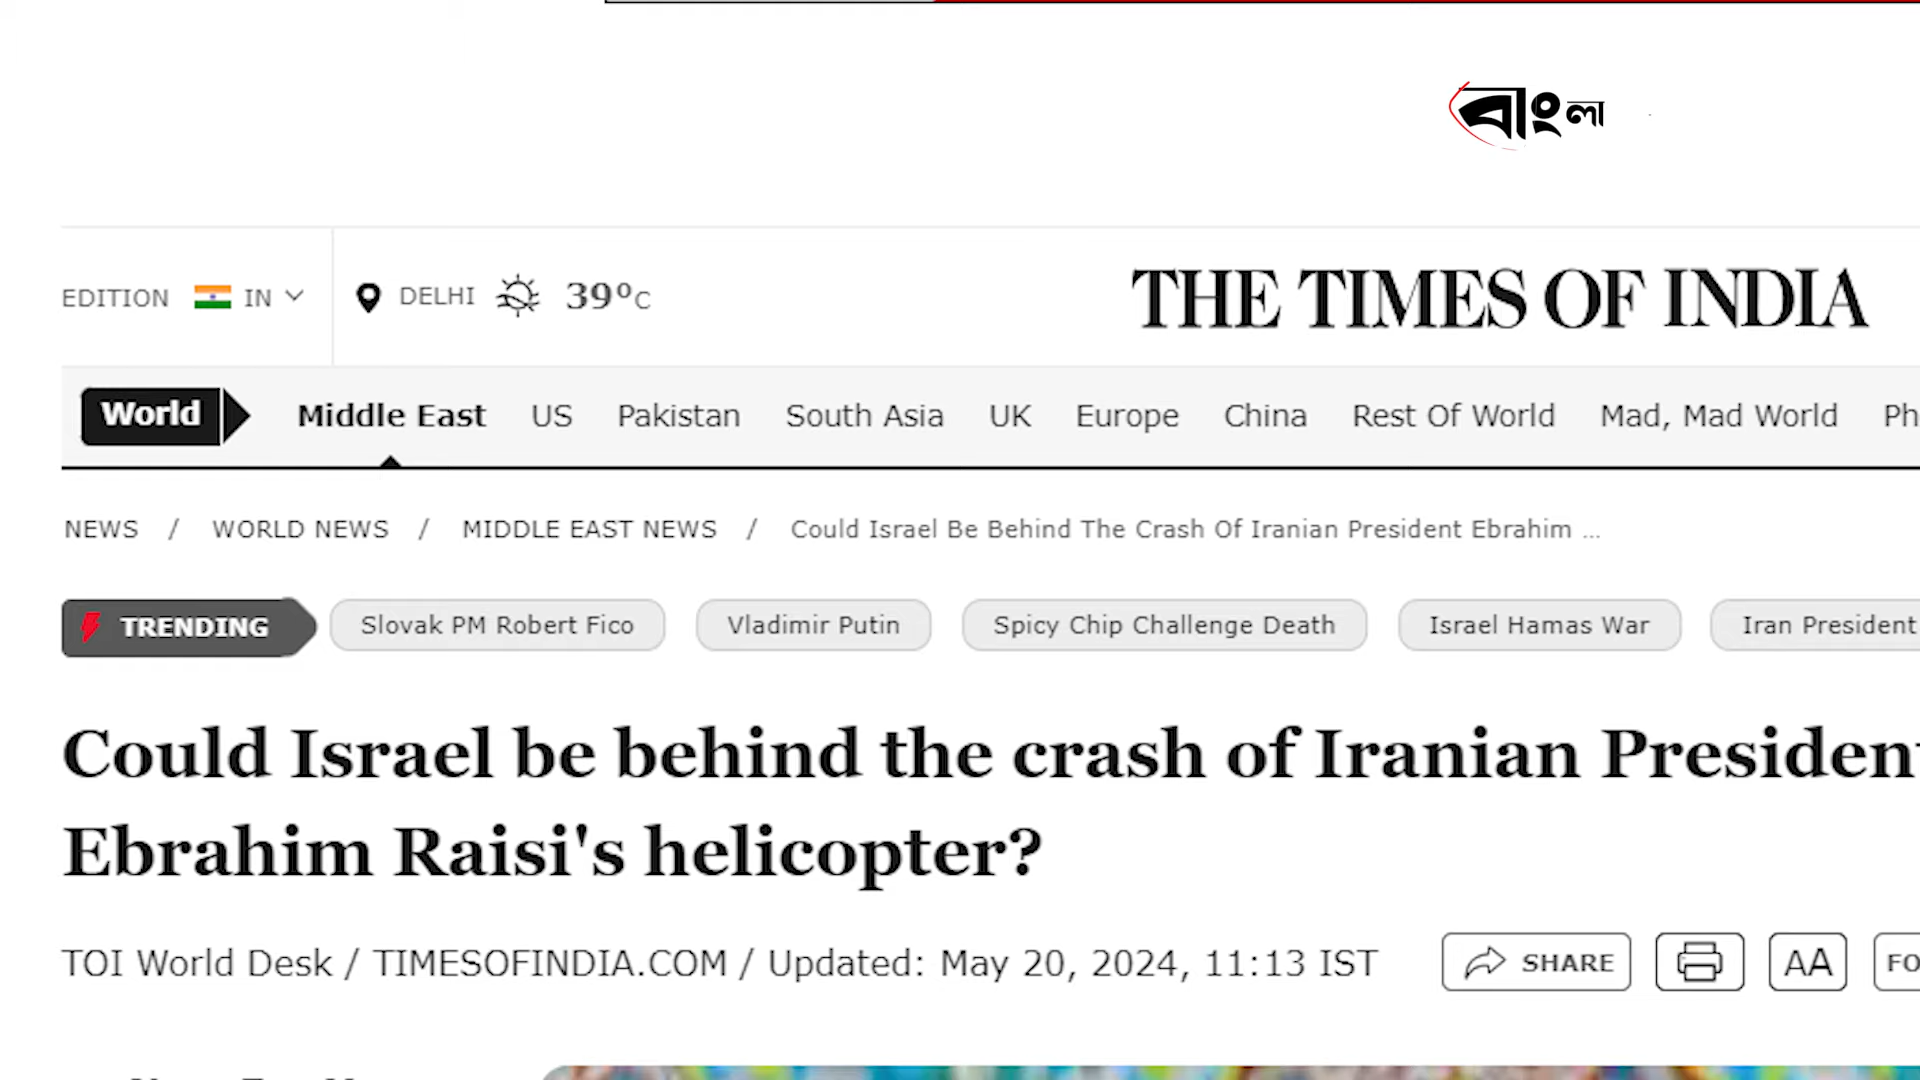 বাংলা
EDITION IN DELHI 39°C THE TIMES OF INDIA
World Middle East US Pakistan South Asia UK Europe China Rest Of World Mad, Mad World Ph
NEWS / WORLD NEWS / MIDDLE EAST NEWS / Could Israel Be Behind The Crash Of Iranian President Ebrahim ...
TRENDING Slovak PM Robert Fico Vladimir Putin Spicy Chip Challenge Death Israel Hamas War Iran President
Could Israel be behind the crash of Iranian President
Ebrahim Raisi's helicopter?
TOI World Desk / TIMESOFINDIA.COM / Updated: May 20, 2024, 11:13 IST SHARE AA FO